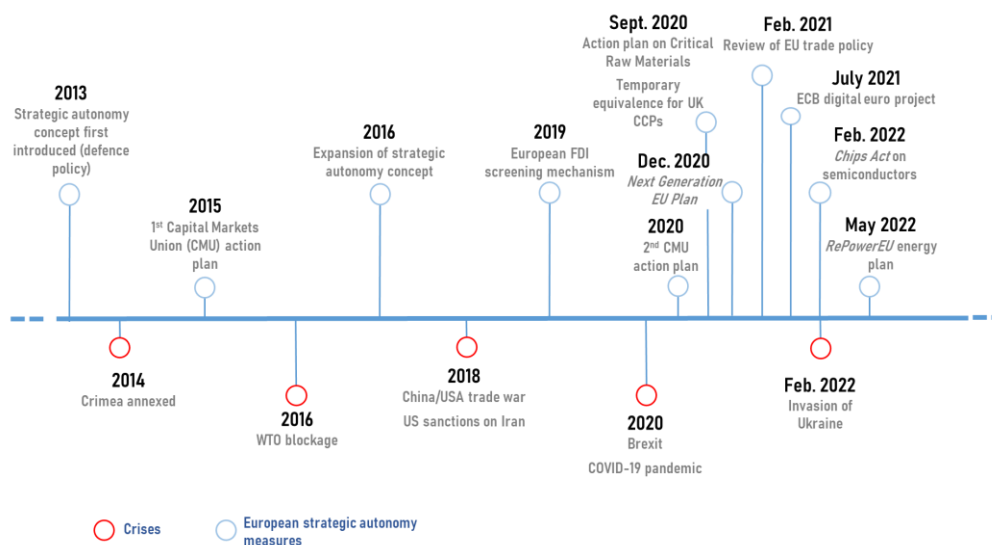 2013
Strategic autonomy
concept first
introduced (defence
policy)
2015
1st Capital Markets
Union (CMU) action
plan
2016
Expansion of strategic
autonomy concept
2019
European FDI
screening mechanism
Sept. 2020
Action plan on Critical
Raw Materials
Temporary
equivalence for UK
CCPs
Dec. 2020
Next Generation
EU Plan
2020
2nd CMU
action plan
Feb. 2021
Review of EU trade policy
July 2021
ECB digital euro project
Feb. 2022
Chips Act on
semiconductors
May 2022
RePowerEU energy
plan
2014
Crimea annexed
2016
WTO blockage
2018
China/USA trade war
US sanctions on Iran
2020
Brexit
COVID-19 pandemic
Feb. 2022
Invasion of
Ukraine
Crises
European strategic autonomy
measures